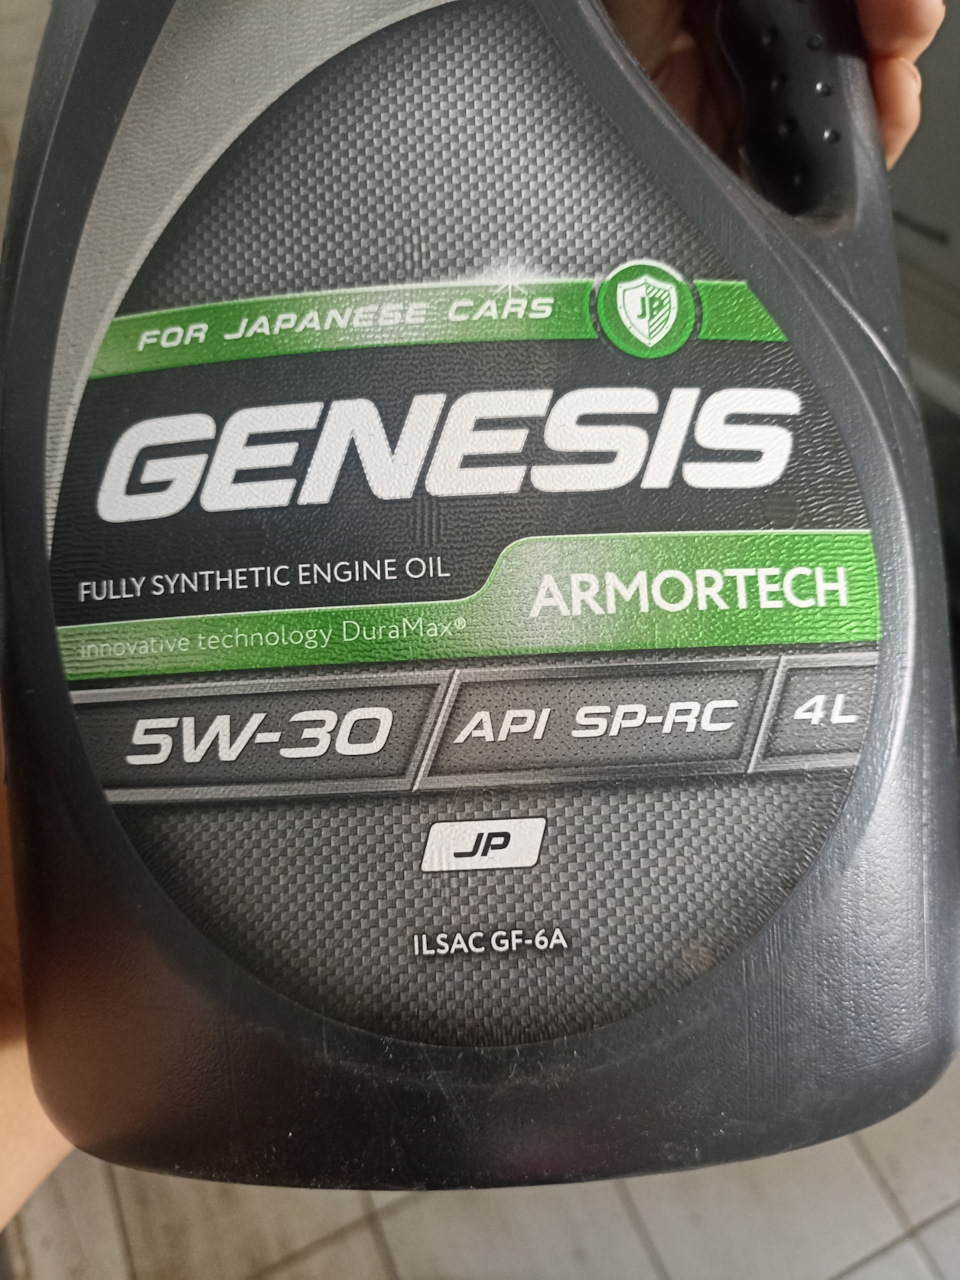 FOR JAPANESE CARS
JP
GENESIS
FULLY SYNTHETIC ENGINE OIL
ARMORTECH
innovative technology DuraMax®
5W-30
API SP-RC
4L
JP
ILSAC GF-6A